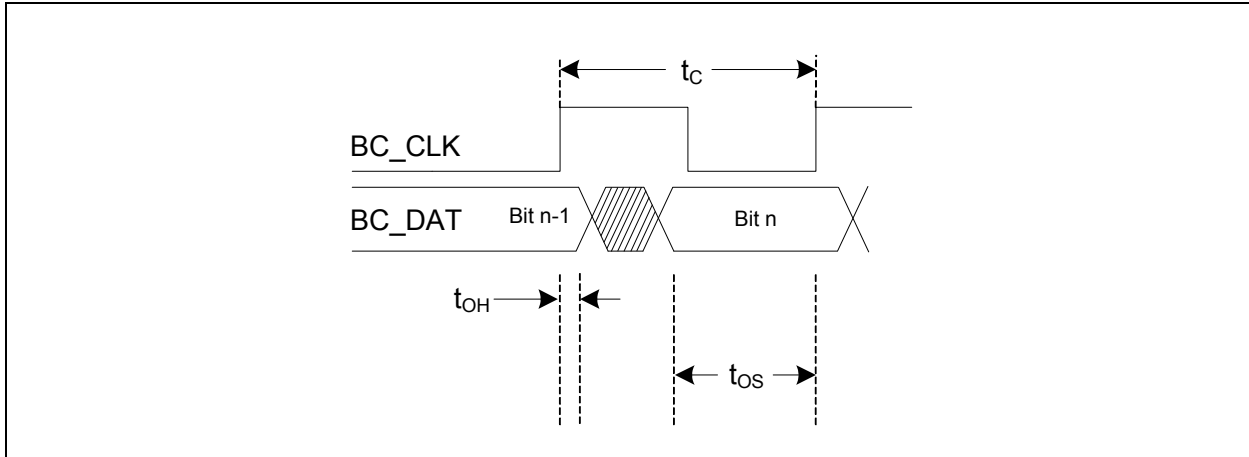 tC
BC_CLK
BC_DAT
Bit n-1
Bit n
tOH
tOS